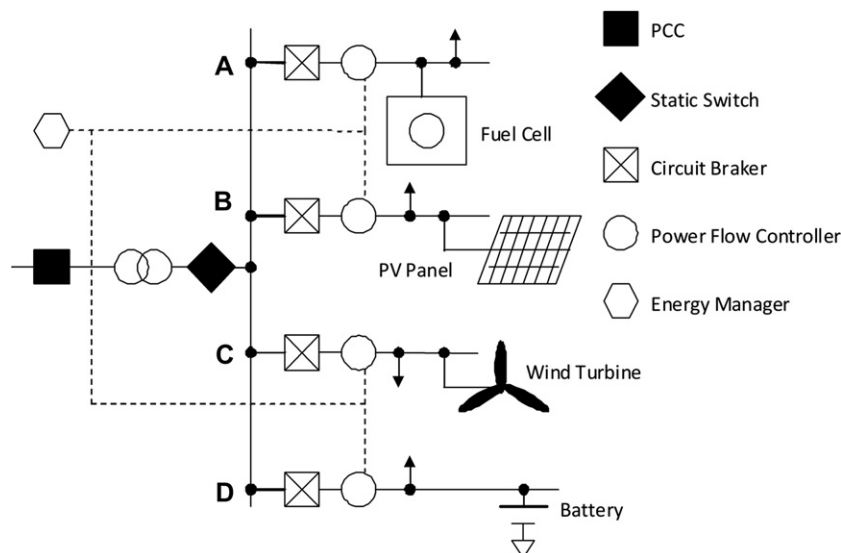 A
Fuel Cell
B
PV Panel
C
Wind Turbine
D
Battery
PCC
Static Switch
Circuit Braker
Power Flow Controller
Energy Manager